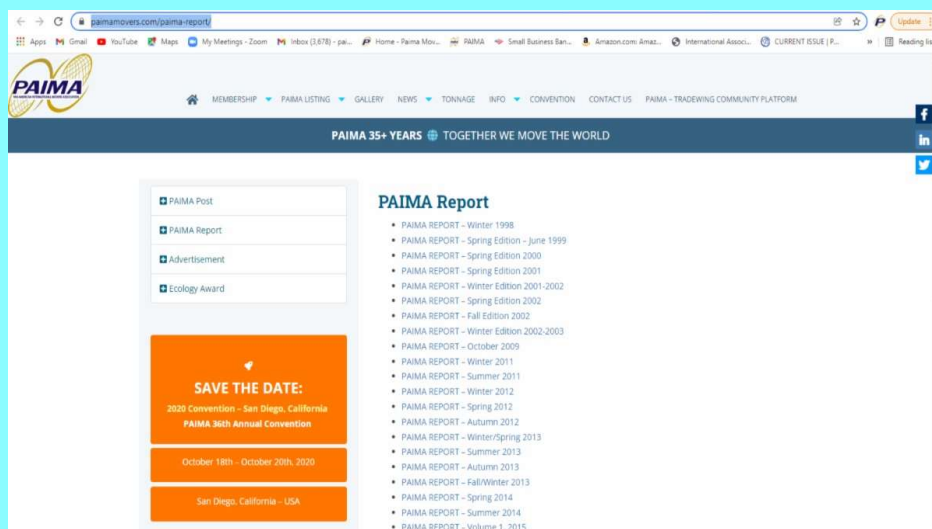 paimamovers.com/paima-report/
Update
Apps Gmail YouTube Maps My Meetings - Zoom Inbox (3,678) - pai... Home - Paima Mov... PAIMA Small Business Ban... Amazon.com: Amaz... International Associ... CURRENT ISSUE | P... » Reading lis
PAIMA
MEMBERSHIP PAIMA LISTING GALLERY NEWS TONNAGE INFO CONVENTION CONTACT US PAIMA – TRADEWING COMMUNITY PLATFORM
PAIMA 35+ YEARS TOGETHER WE MOVE THE WORLD
PAIMA Post
PAIMA Report
Advertisement
Ecology Award
SAVE THE DATE:
2020 Convention – San Diego, California
PAIMA 36th Annual Convention
October 18th – October 20th, 2020
San Diego, California – USA
PAIMA Report
PAIMA REPORT – Winter 1998
PAIMA REPORT – Spring Edition – June 1999
PAIMA REPORT – Spring Edition 2000
PAIMA REPORT – Spring Edition 2001
PAIMA REPORT – Winter Edition 2001-2002
PAIMA REPORT – Spring Edition 2002
PAIMA REPORT – Fall Edition 2002
PAIMA REPORT – Winter Edition 2002-2003
PAIMA REPORT – October 2009
PAIMA REPORT – Winter 2011
PAIMA REPORT – Summer 2011
PAIMA REPORT – Winter 2012
PAIMA REPORT – Spring 2012
PAIMA REPORT – Autumn 2012
PAIMA REPORT – Winter/Spring 2013
PAIMA REPORT – Summer 2013
PAIMA REPORT – Autumn 2013
PAIMA REPORT – Fall/Winter 2013
PAIMA REPORT – Spring 2014
PAIMA REPORT – Summer 2014
PAIMA REPORT – Volume 1, 2015